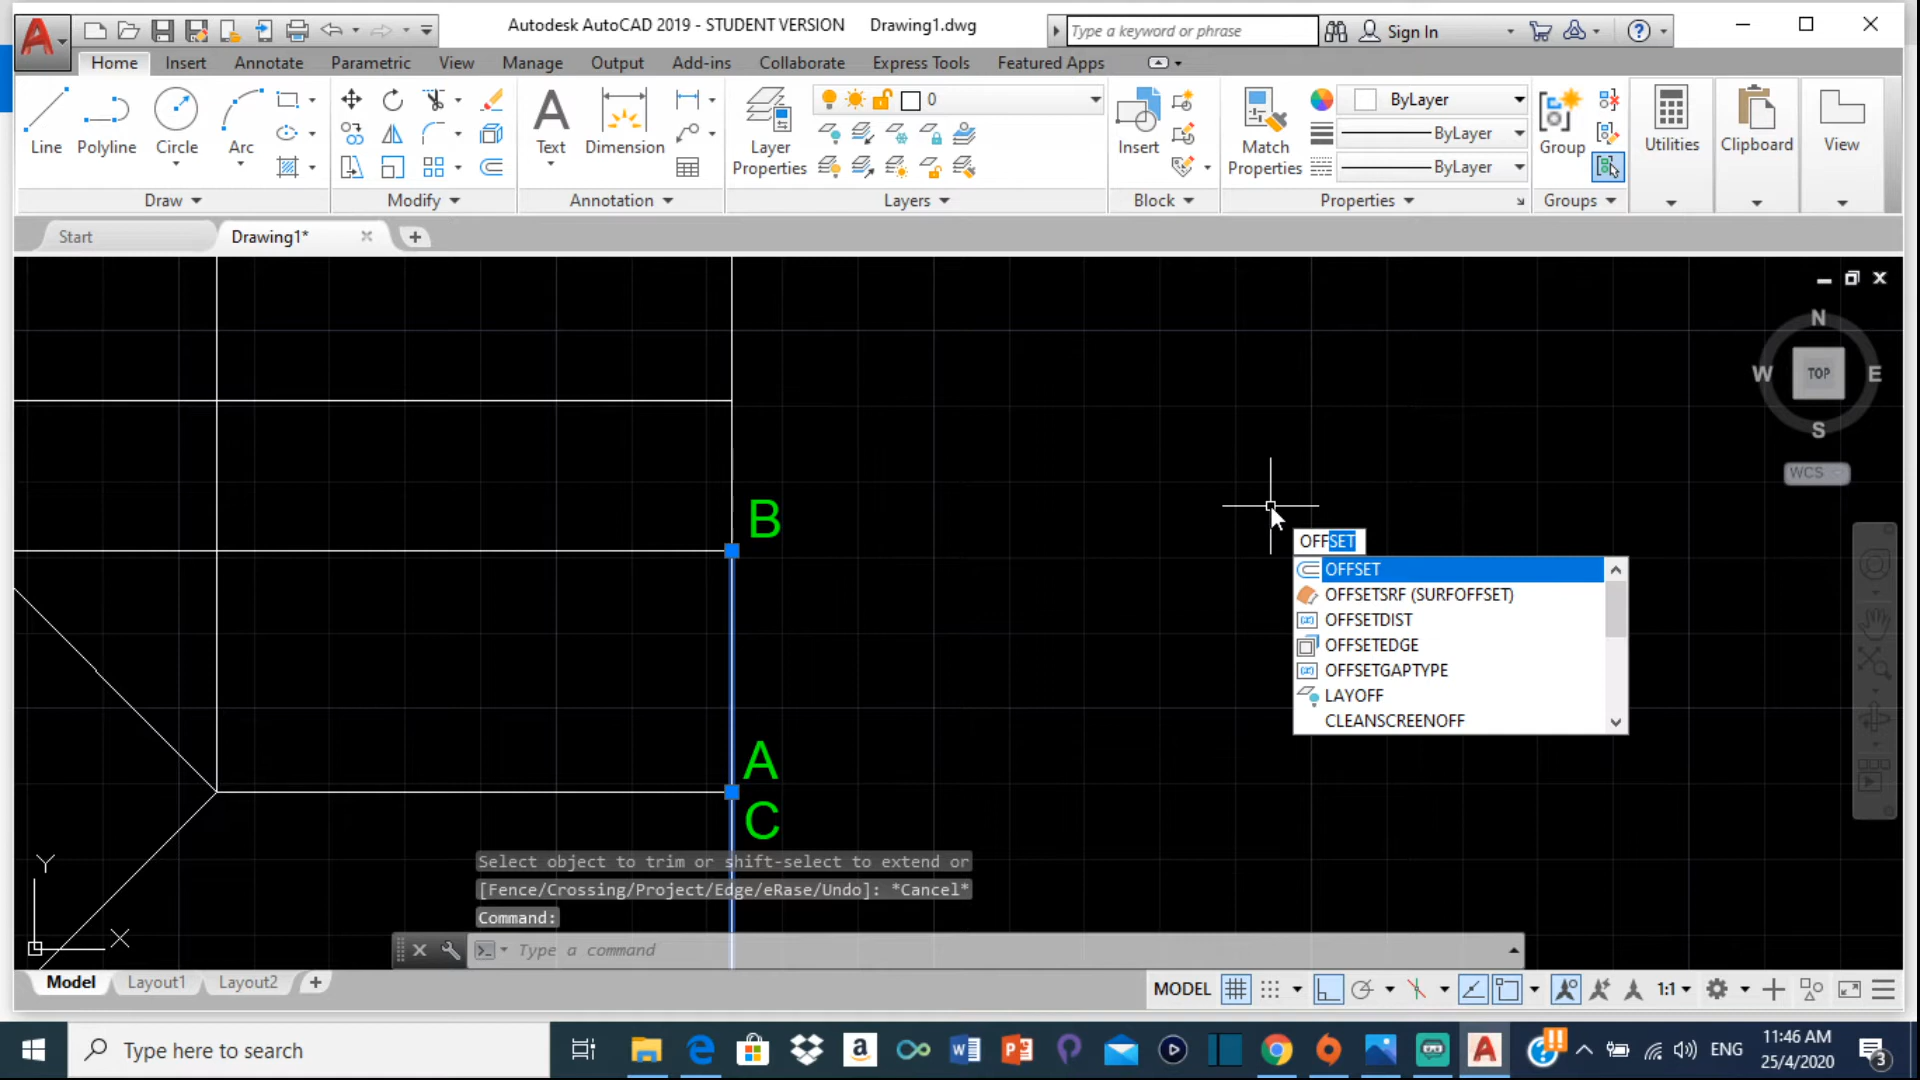 Autodesk AutoCAD 2019 - STUDENT VERSION Drawing1.dwg
Type a keyword or phrase
Sign In
Home Insert Annotate Parametric View Manage Output Add-ins Collaborate Express Tools Featured Apps
Line Polyline Circle Arc
Text Dimension
Layer Properties
0
Insert
Match Properties
ByLayer
ByLayer
ByLayer
Group
Utilities
Clipboard
View
Draw Modify Annotation Layers Block Properties Groups
Start Drawing1*
N
W TOP E
S
WCS
B
OFFSET
OFFSET
OFFSETSRF (SURFOFFSET)
OFFSETDIST
OFFSETEDGE
OFFSETGAPTYPE
LAYOFF
CLEANSCREENOFF
A
C
Y
X
Select object to trim or shift-select to extend or
[Fence/Crossing/Project/Edge/eRase/Undo]: *Cancel*
Command:
Type a command
Model Layout1 Layout2
MODEL 1:1
Type here to search
ENG
11:46 AM
25/4/2020
3